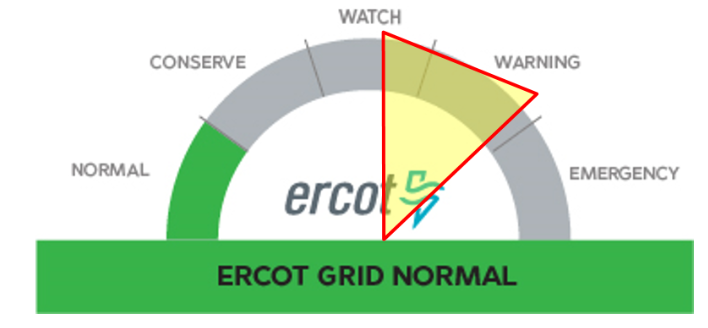 WATCH
CONSERVE
WARNING
NORMAL
EMERGENCY
ercot
ERCOT GRID NORMAL